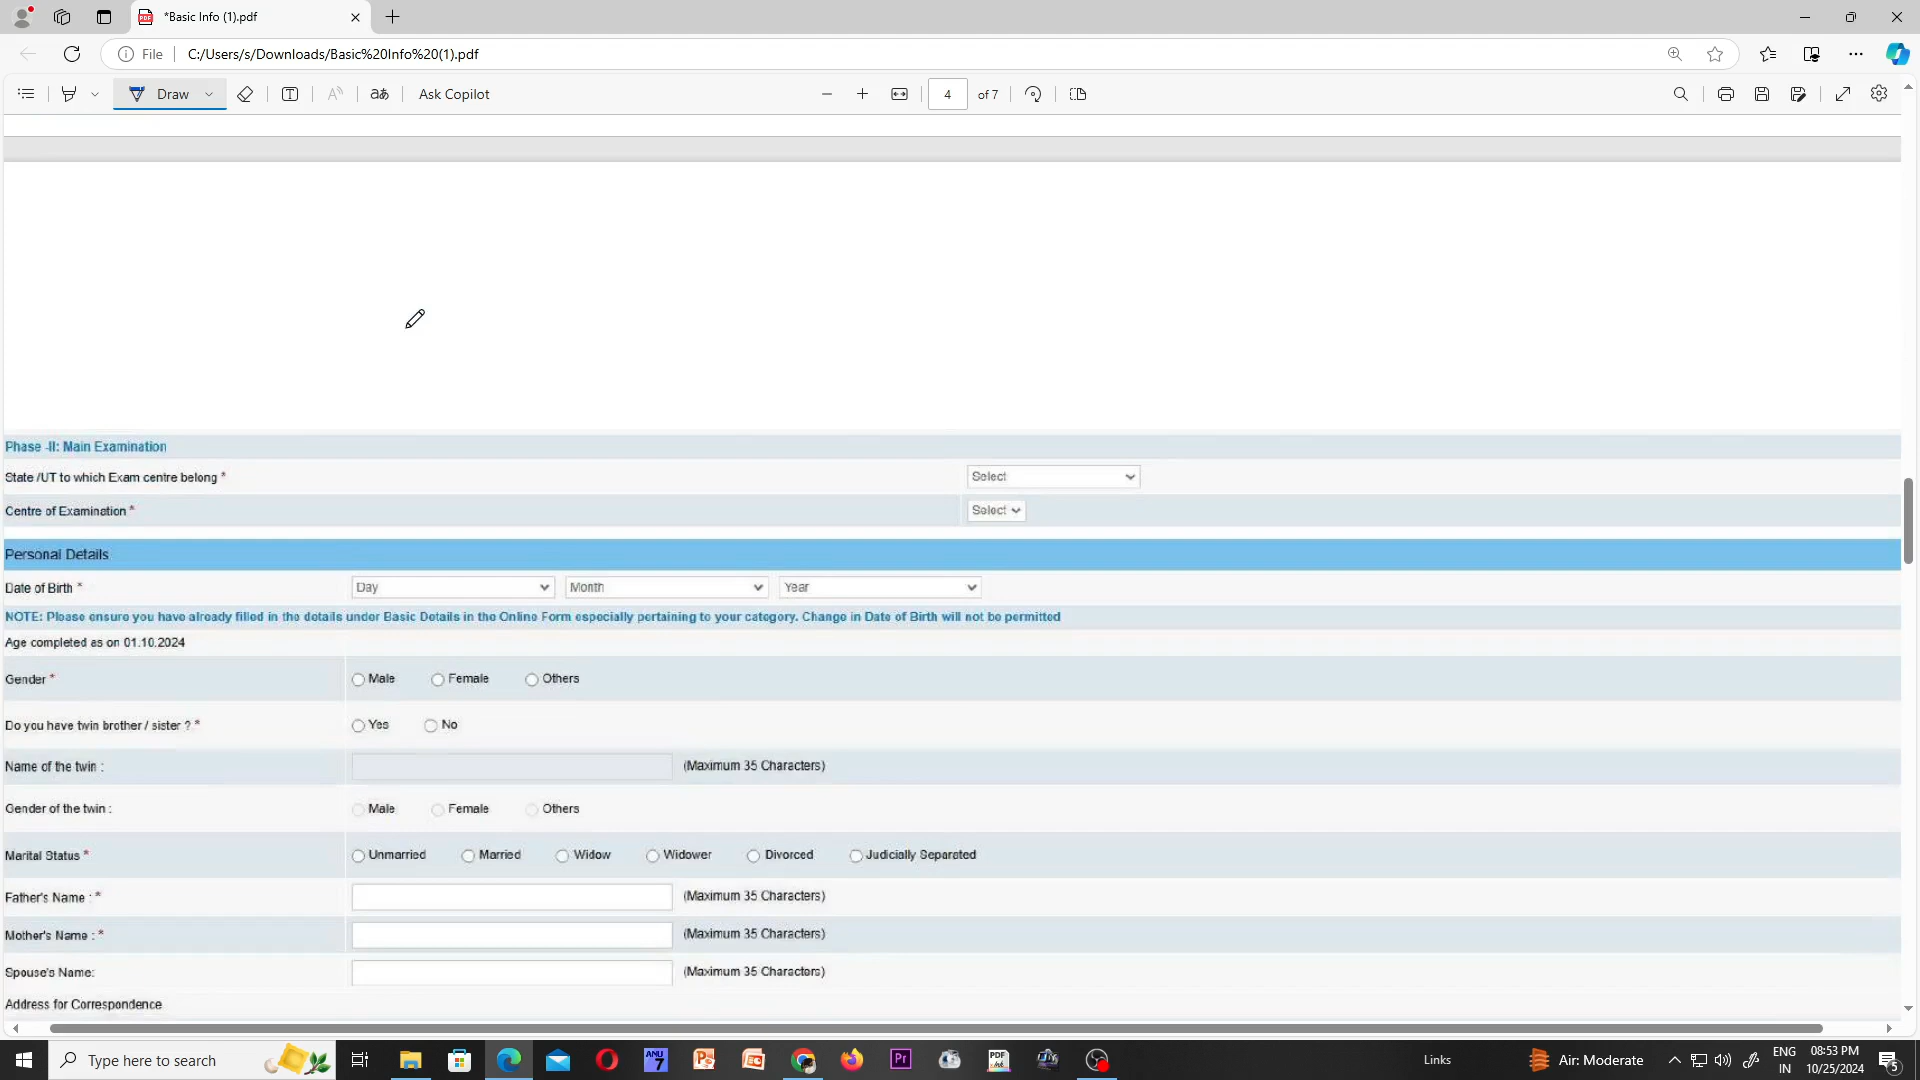 *Basic Info (1).pdf
File C:/Users/s/Downloads/Basic%20Info%20(1).pdf
Draw T aあ Ask Copilot 4 of 7
Phase -II: Main Examination
State /UT to which Exam centre belong * Select
Centre of Examination * Select
Personal Details
Date of Birth * Day Month Year
NOTE: Please ensure you have already filled in the details under Basic Details in the Online Form especially pertaining to your category. Change in Date of Birth will not be permitted
Age completed as on 01.10.2024
Gender * Male Female Others
Do you have twin brother / sister ? * Yes No
Name of the twin : (Maximum 35 Characters)
Gender of the twin : Male Female Others
Marital Status * Unmarried Married Widow Widower Divorced Judicially Separated
Father's Name : * (Maximum 35 Characters)
Mother's Name : * (Maximum 35 Characters)
Spouse's Name: (Maximum 35 Characters)
Address for Correspondence
Type here to search Links Air: Moderate ENG 08:53 PM
IN 10/25/2024 5